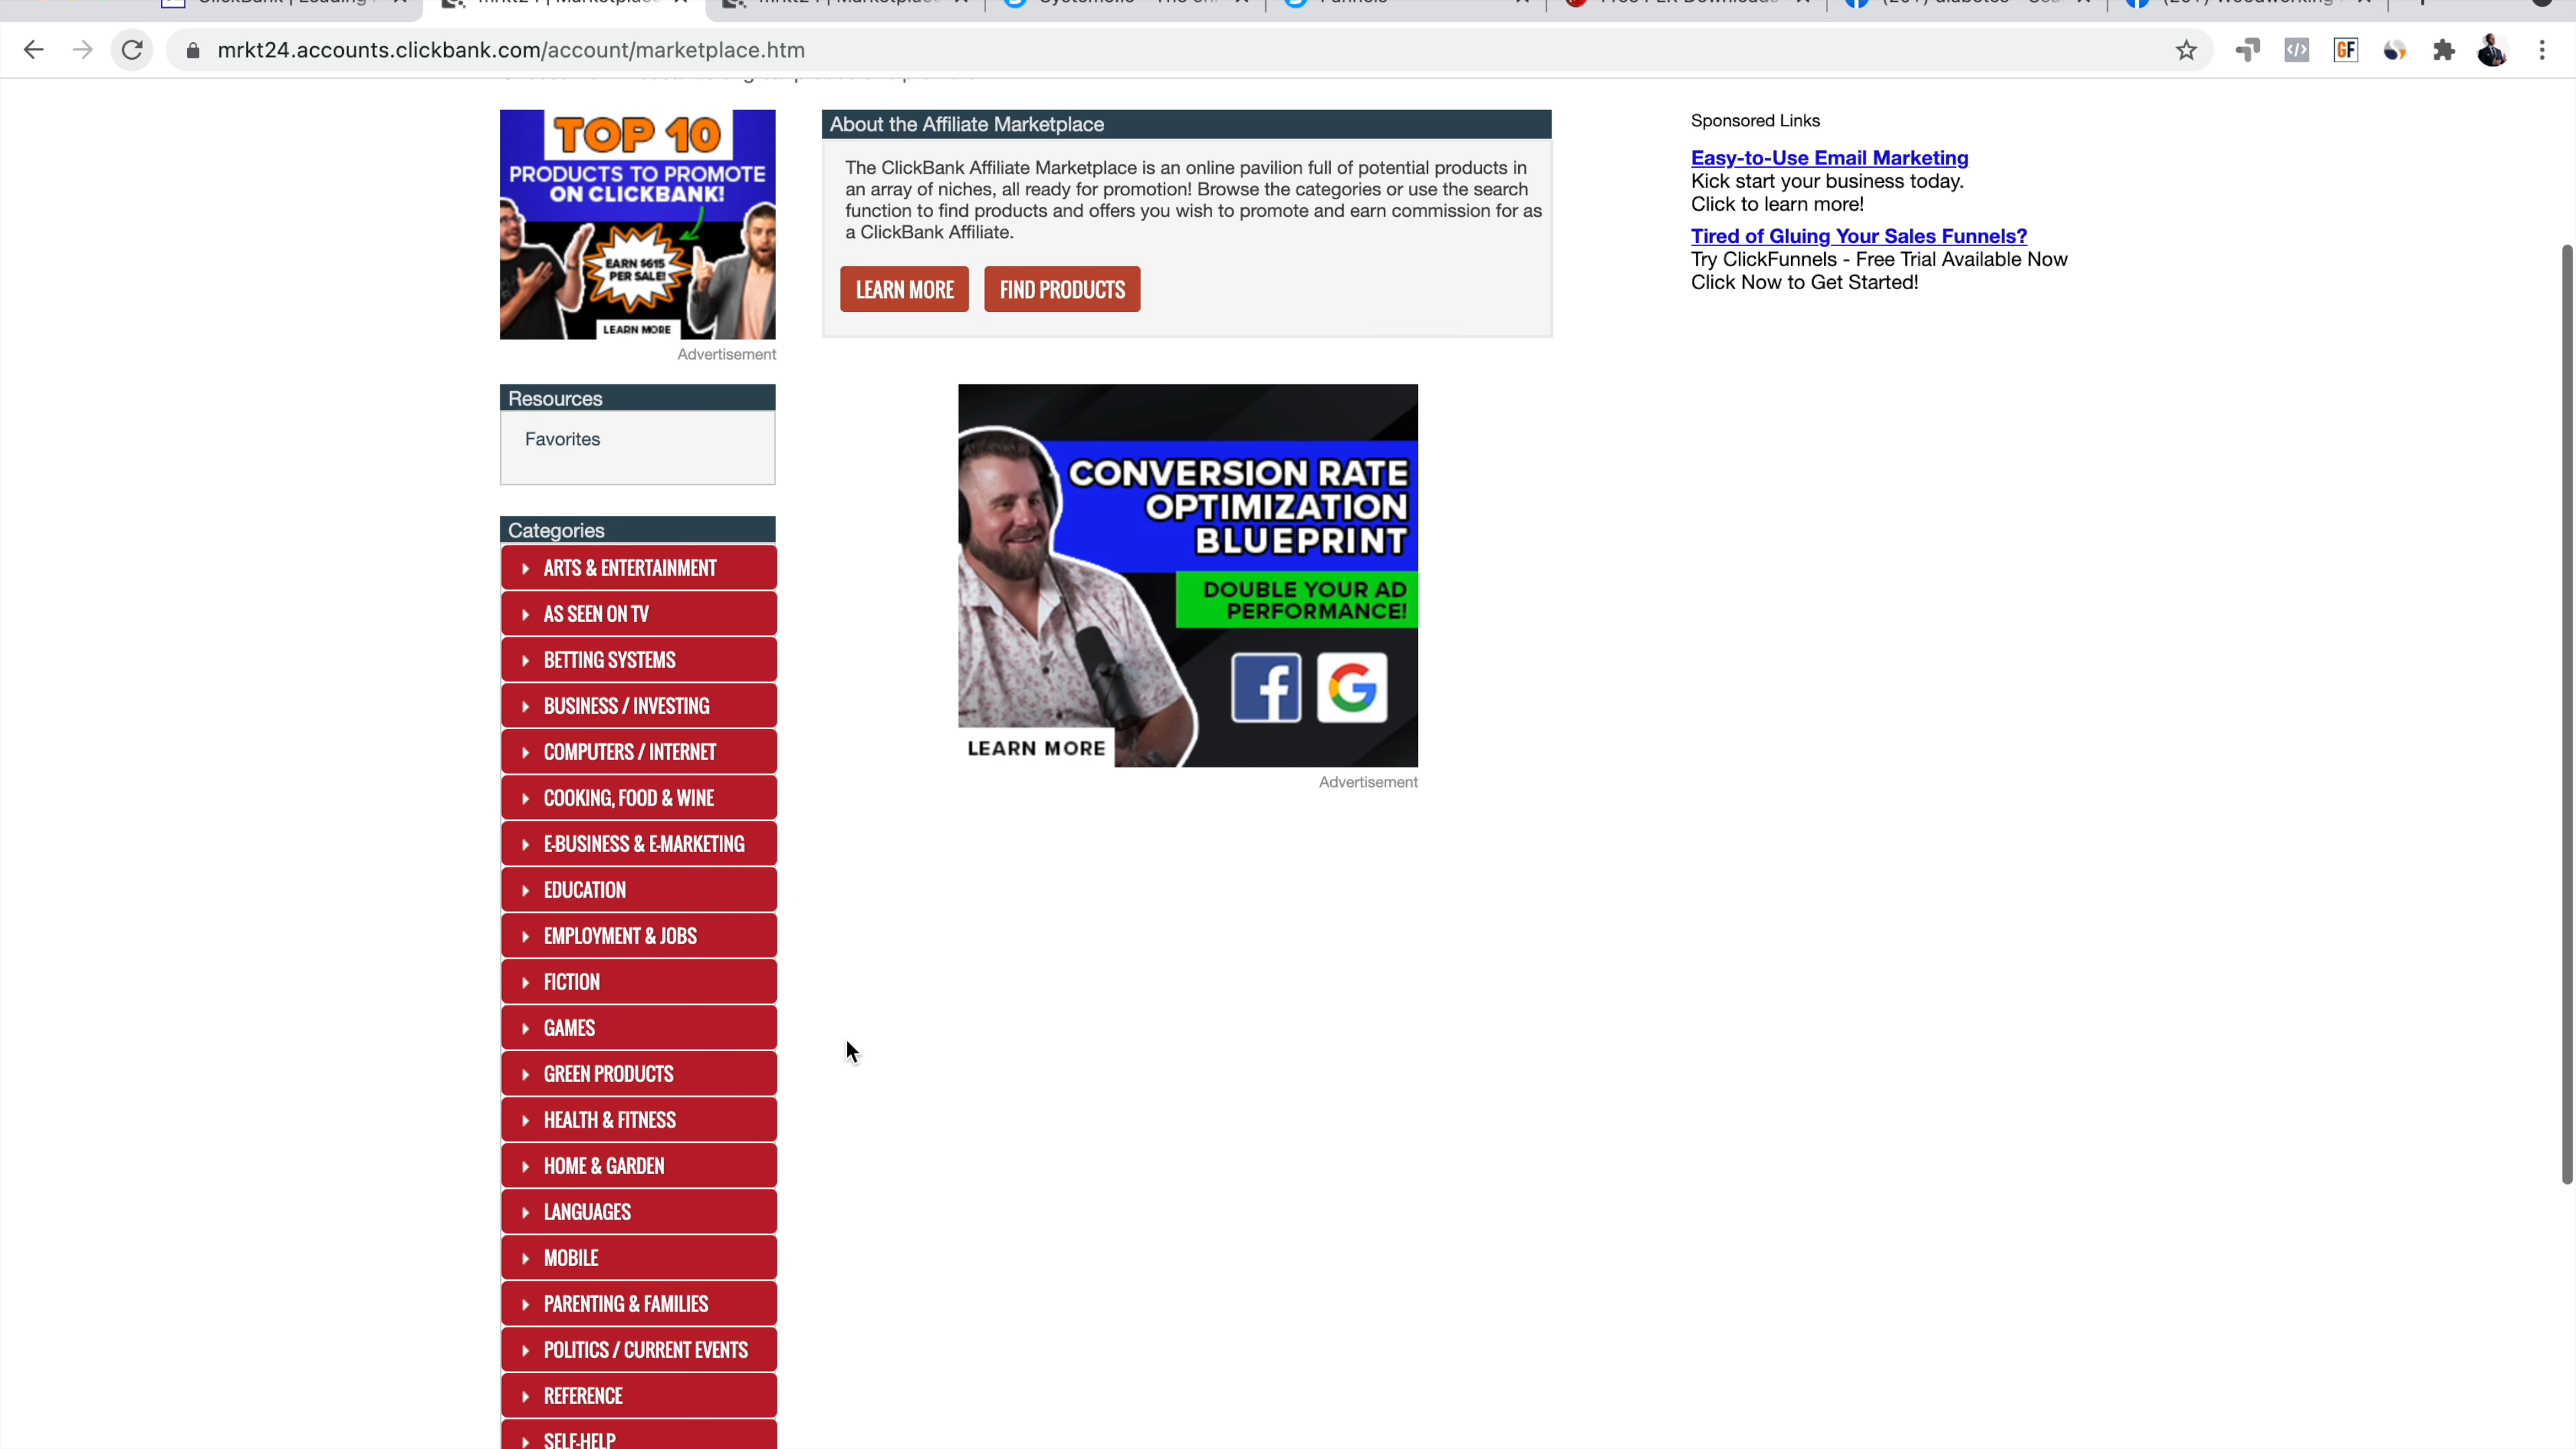 mrkt24.accounts.clickbank.com/account/marketplace.htm
GF
TOP 10
PRODUCTS TO PROMOTE
ON CLICKBANK!
EARN $615
PER SALE!
LEARN MORE
Advertisement
About the Affiliate Marketplace
The ClickBank Affiliate Marketplace is an online pavilion full of potential products in
an array of niches, all ready for promotion! Browse the categories or use the search
function to find products and offers you wish to promote and earn commission for as
a ClickBank Affiliate.
LEARN MORE
FIND PRODUCTS
Sponsored Links
Easy-to-Use Email Marketing
Kick start your business today.
Click to learn more!
Tired of Gluing Your Sales Funnels?
Try ClickFunnels - Free Trial Available Now
Click Now to Get Started!
Resources
Favorites
CONVERSION RATE
OPTIMIZATION
BLUEPRINT
DOUBLE YOUR AD
PERFORMANCE!
LEARN MORE
Advertisement
Categories
ARTS & ENTERTAINMENT
AS SEEN ON TV
BETTING SYSTEMS
BUSINESS / INVESTING
COMPUTERS / INTERNET
COOKING, FOOD & WINE
E-BUSINESS & E-MARKETING
EDUCATION
EMPLOYMENT & JOBS
FICTION
GAMES
GREEN PRODUCTS
HEALTH & FITNESS
HOME & GARDEN
LANGUAGES
MOBILE
PARENTING & FAMILIES
POLITICS / CURRENT EVENTS
REFERENCE
SELF-HELP